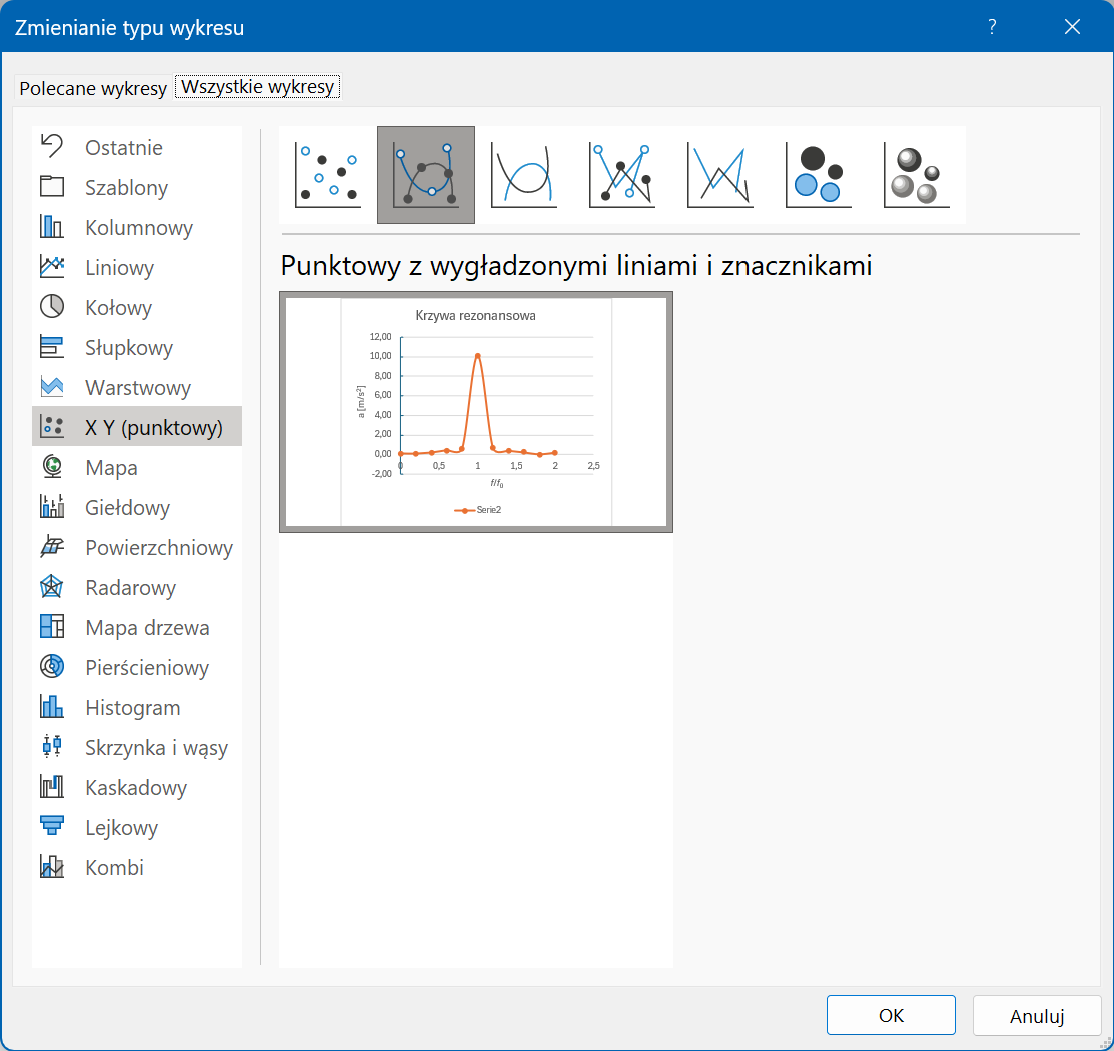 Zmienianie typu wykresu
?
Polecane wykresy
Wszystkie wykresy
Ostatnie
Szablony
Kolumnowy
Liniowy
Kołowy
Słupkowy
Warstwowy
X Y (punktowy)
Mapa
Giełdowy
Powierzchniowy
Radarowy
Mapa drzewa
Pierścieniowy
Histogram
Skrzynka i wąsy
Kaskadowy
Lejkowy
Kombi
Punktowy z wygładzonymi liniami i znacznikami
Krzywa rezonansowa
12,00
10,00
8,00
6,00
4,00
2,00
0,00
-2,00
a [m/s²]
0 0,5 1 1,5 2 2,5
f/f₀
Serie2
OK
Anuluj